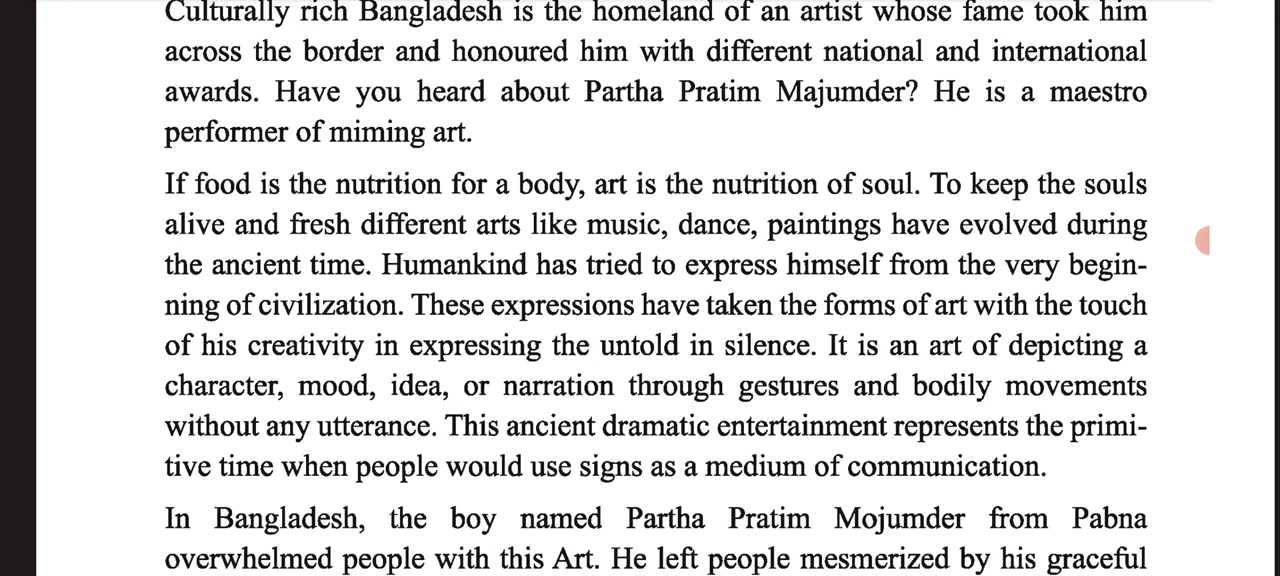 Culturally rich Bangladesh is the homeland of an artist whose fame took him
across the border and honoured him with different national and international
awards. Have you heard about Partha Pratim Majumder? He is a maestro
performer of miming art.
If food is the nutrition for a body, art is the nutrition of soul. To keep the souls
alive and fresh different arts like music, dance, paintings have evolved during
the ancient time. Humankind has tried to express himself from the very begin-
ning of civilization. These expressions have taken the forms of art with the touch
of his creativity in expressing the untold in silence. It is an art of depicting a
character, mood, idea, or narration through gestures and bodily movements
without any utterance. This ancient dramatic entertainment represents the primi-
tive time when people would use signs as a medium of communication.
In Bangladesh, the boy named Partha Pratim Mojumder from Pabna
overwhelmed people with this Art. He left people mesmerized by his graceful